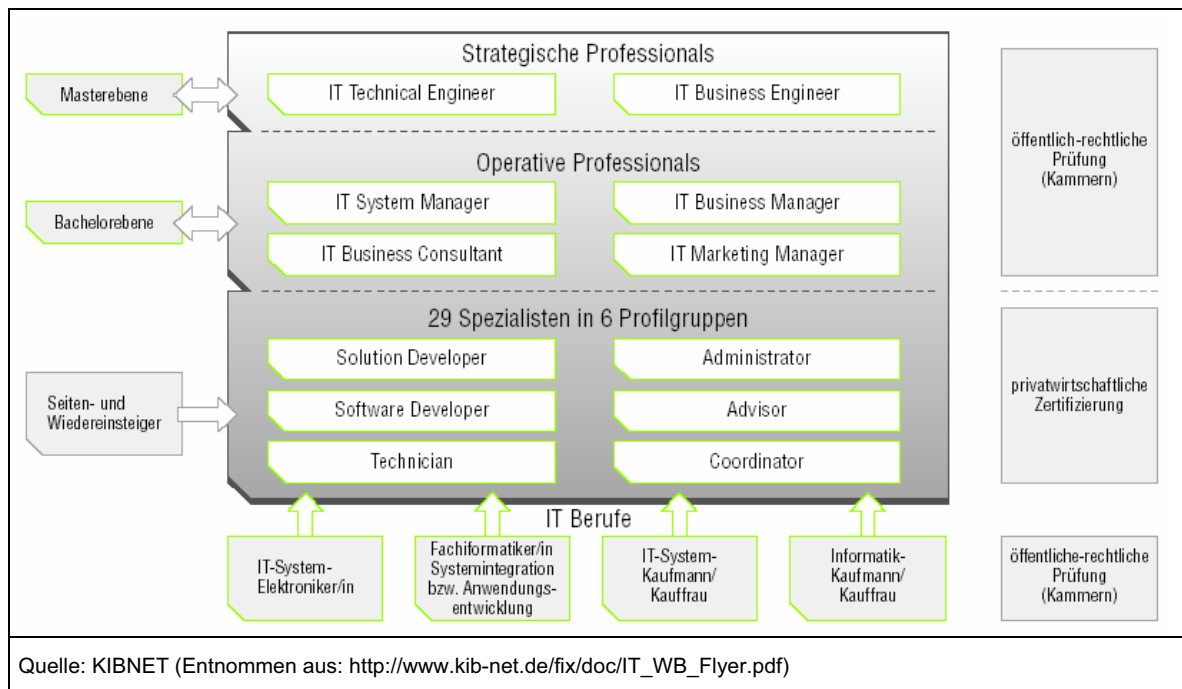 Strategische Professionals
Masterebene
IT Technical Engineer
IT Business Engineer
öffentlich-rechtliche
Prüfung
(Kammern)
Operative Professionals
Bachelorebene
IT System Manager
IT Business Manager
IT Business Consultant
IT Marketing Manager
29 Spezialisten in 6 Profilgruppen
Seiten- und
Wiedereinsteiger
Solution Developer
Administrator
Software Developer
Advisor
Technician
Coordinator
privatwirtschaftliche
Zertifizierung
IT Berufe
IT-System-
Elektroniker/in
Fachiformatiker/in
Systemintegration
bzw. Anwendungs-
entwicklung
IT-System-
Kaufmann/
Kauffrau
Informatik-
Kaufmann/
Kauffrau
öffentliche-rechtliche
Prüfung
(Kammern)
Quelle: KIBNET (Entnommen aus: http://www.kib-net.de/fix/doc/IT_WB_Flyer.pdf)